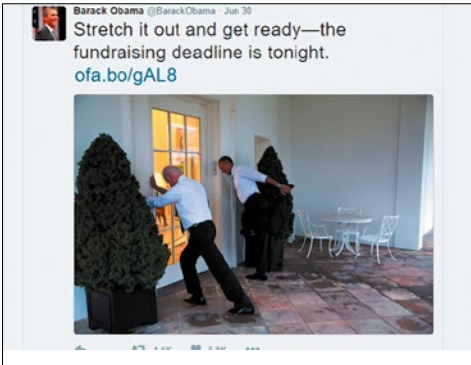 Barack Obama @BarackObama · Jun 30
Stretch it out and get ready—the
fundraising deadline is tonight.
ofa.bo/gAL8